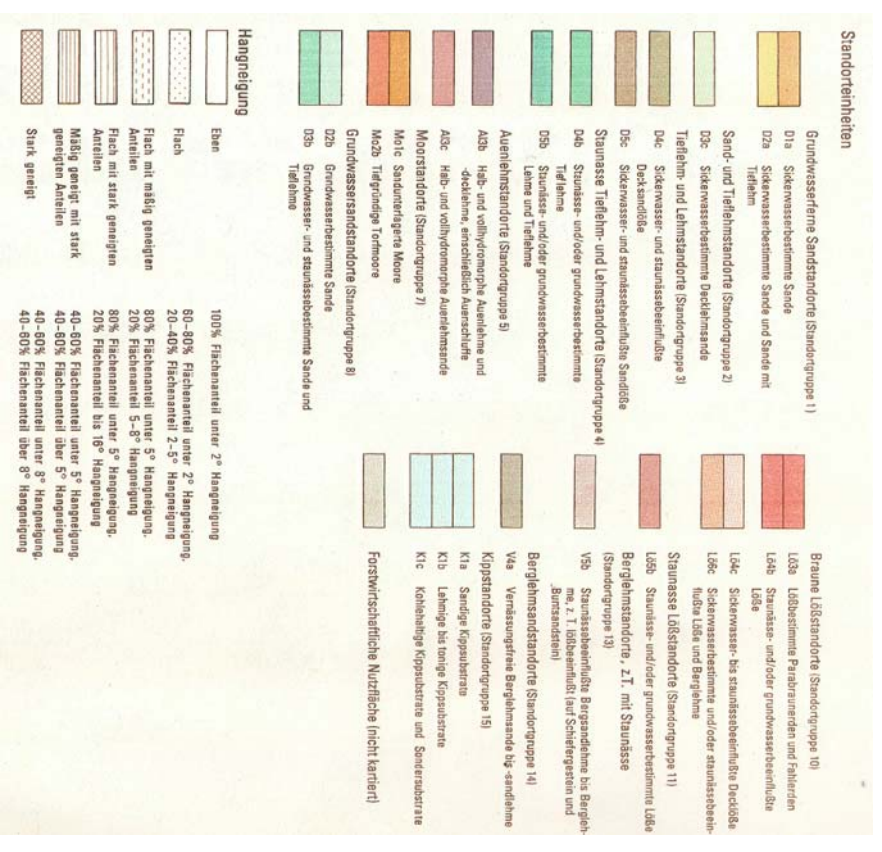 Standorteinheiten
Grundwasserferne Sandstandorte (Standortgruppe 1)
D1a Sickerwasserbestimmte Sande
D2a Sickerwasserbestimmte Sande und Sande mit
Tieflehm
Sand- und Tieflehmstandorte (Standortgruppe 2)
D3c Sickerwasserbestimmte Decklehmsande
Tieflehm- und Lehmstandorte (Standortgruppe 3)
D4c Sickerwasser- und staunässebeeinflußte
Decksandlöße
D5c Sickerwasser- und staunässebeeinflußte Sandlöße
Staunasse Tieflehm- und Lehmstandorte (Standortgruppe 4)
D4b Staunässe- und/oder grundwasserbestimmte
Tieflehme
D5b Staunässe- und/oder grundwasserbestimmte
Lehme und Tieflehme
Auenlehmstandorte (Standortgruppe 5)
Al3b Hab- und vollhydromorphe Auenlehme und
-decklehme, einschließlich Auenschluffe
Al3c Hab- und vollhydromorphe Auenlehmsande
Moorstandorte (Standortgruppe 7)
Mo1c Sandunterlagerte Moore
Mo2b Tiefgründige Torfmoore
Grundwassersandstandorte (Standortgruppe 8)
D2b Grundwasserbestimmte Sande
D3b Grundwasser- und staunässebestimmte Sande und
Tieflehme
Braune Lößstandorte (Standortgruppe 10)
Lö3a Lößbestimmte Parabraunerden und Fahlerden
Lö4b Staunässe- und/oder grundwasserbeeinflußte
Löße
Lö4c Sickerwasser- bis staunässebeeinflußte Decklöße
Lö6c Sickerwasserbestimmte und/oder staunässebeein-
flußte Löße und Berglehme
Staunasse Lößstandorte (Standortgruppe 11)
Lö5b Staunässe- und/oder grundwasserbestimmte Löße
Berglehmstandorte, z.T. mit Staunässe
(Standortgruppe 13)
V5b Staunässebeeinflußte Bergsandlehme bis Bergleh-
me, z. T. lößbeeinflußt (auf Schiefergestein und
Buntsandstein)
Berglehmsandstandorte (Standortgruppe 14)
V4a Vernässungsfreie Berglehmsande bis -sandlehme
Kippstandorte (Standortgruppe 15)
K1a Sandige Kippsubstrate
K1b Lehmige bis tonige Kippsubstrate
K1c Kohlehaltige Kippsubstrate und Sondersubstrate
Forstwirtschaftliche Nutzfläche (nicht kartiert)
Hangneigung
Eben 100% Flächenanteil unter 2° Hangneigung
Flach 60-80% Flächenanteil unter 2° Hangneigung,
20-40% Flächenanteil 2-5° Hangneigung
Flach mit mäßig geneigten 80% Flächenanteil unter 5° Hangneigung,
Anteilen 20% Flächenanteil 5-8° Hangneigung
Flach mit stark geneigten 80% Flächenanteil unter 5° Hangneigung,
Anteilen 20% Flächenanteil bis 16° Hangneigung
Mäßig geneigt mit stark 40-60% Flächenanteil unter 5° Hangneigung,
geneigten Anteilen 40-60% Flächenanteil über 5° Hangneigung
Stark gereigt 40-60% Flächenanteil unter 8° Hangneigung,
40-60% Flächenanteil über 8° Hangneigung